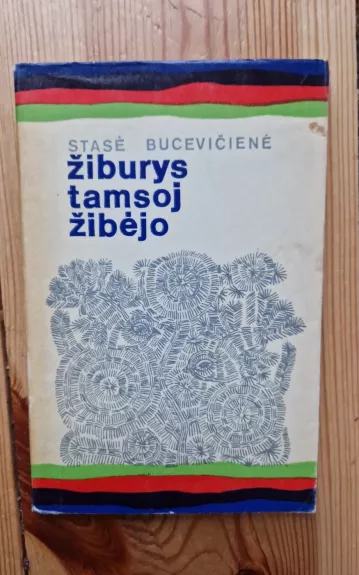 STASĖ BUCEVIČIENĖ
žiburys
tamsoj
žibėjo